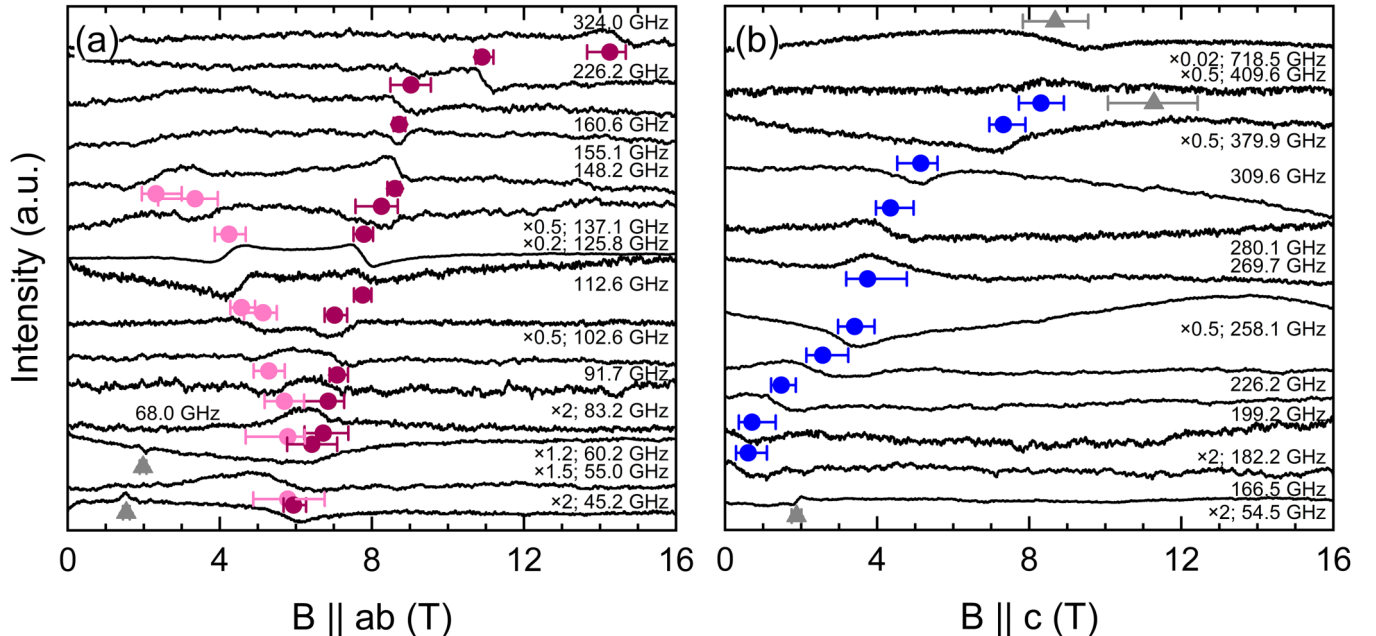 (a)
324.0 GHz
226.2 GHz
160.6 GHz
155.1 GHz
148.2 GHz
×0.5; 137.1 GHz
×0.2; 125.8 GHz
112.6 GHz
×0.5; 102.6 GHz
91.7 GHz
×2; 83.2 GHz
68.0 GHz
×1.2; 60.2 GHz
×1.5; 55.0 GHz
×2; 45.2 GHz
Intensity (a.u.)
0 4 8 12 16
B || ab (T)
(b)
×0.02; 718.5 GHz
×0.5; 409.6 GHz
×0.5; 379.9 GHz
309.6 GHz
280.1 GHz
269.7 GHz
×0.5; 258.1 GHz
226.2 GHz
199.2 GHz
×2; 182.2 GHz
166.5 GHz
×2; 54.5 GHz
0 4 8 12 16
B || c (T)